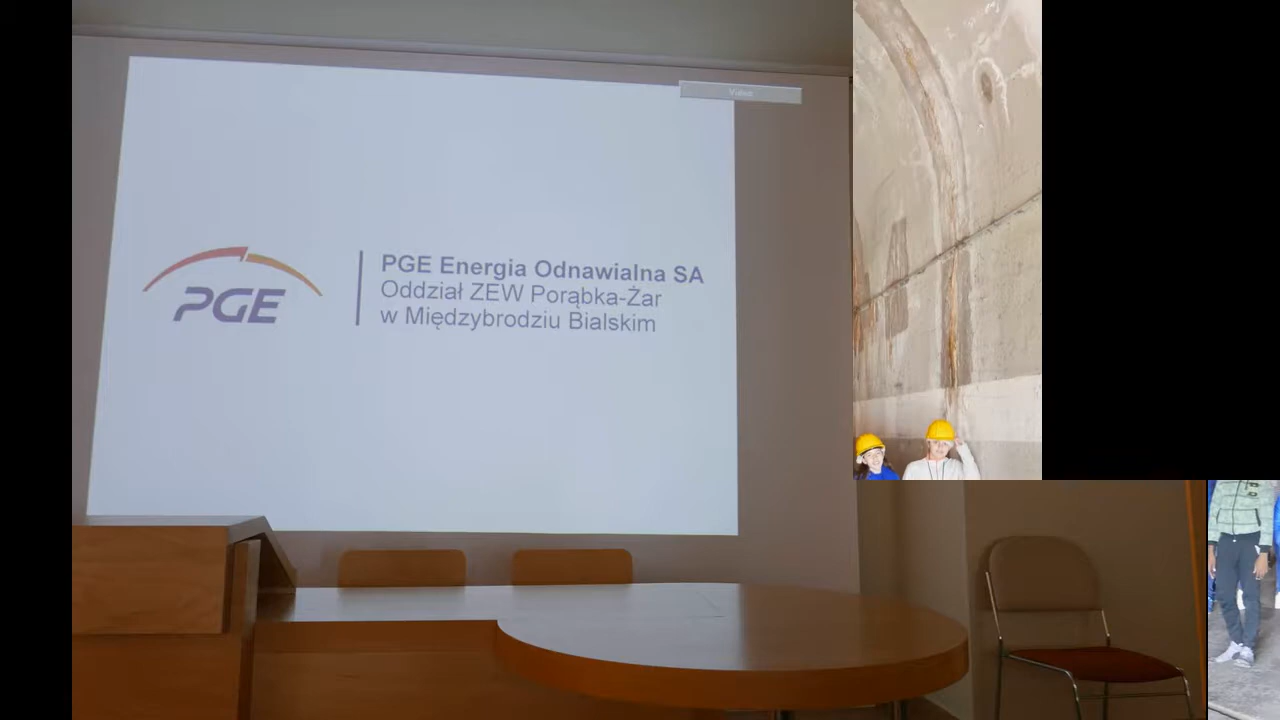 Video
PGE
PGE Energia Odnawialna SA
Oddział ZEW Porąbka-Żar
w Międzybrodziu Bialskim